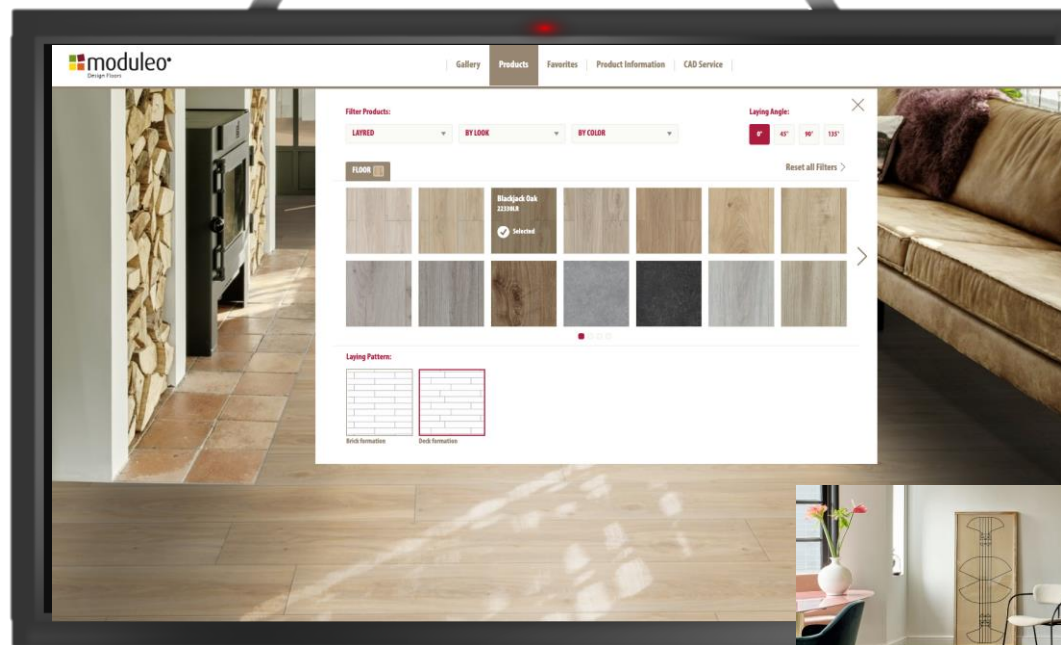 moduleo
Design Floors
Gallery
Products
Favorites
Product Information
CAD Service
Filter Products:
Laying Angle:
LAYRED
BY LOOK
BY COLOR
0°
45°
90°
135°
FLOOR
Reset all Filters
Blackjack Oak
22330LR
Selected
Laying Pattern:
Brick formation
Deck formation